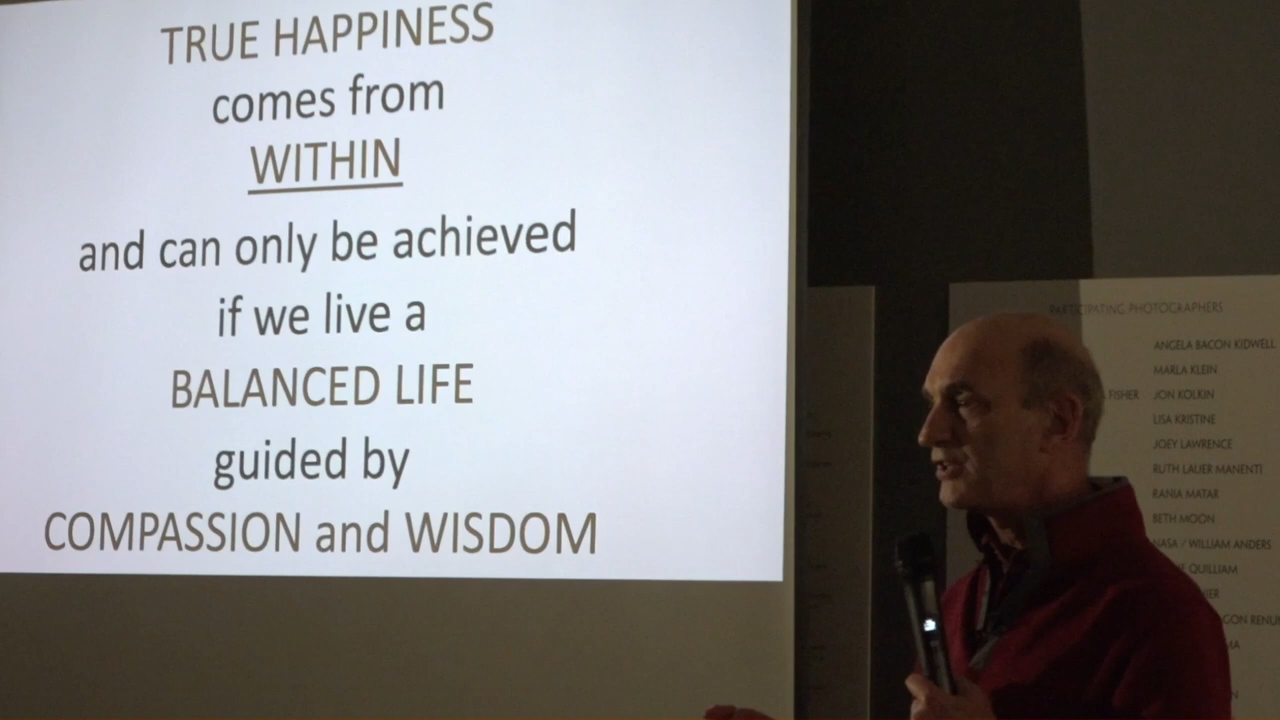 TRUE HAPPINESS
comes from
WITHIN
and can only be achieved
if we live a
BALANCED LIFE
guided by
COMPASSION and WISDOM
PARTICIPATING PHOTOGRAPHERS
ANGELA BACON KIDWELL
MARLA KLEIN
FISHER JON KOLKIN
LISA KRISTINE
JOEY LAWRENCE
RUTH LAUER MANENTI
RANIA MATAR
BETH MOON
NASA / WILLIAM ANDERS
QUILLIAM